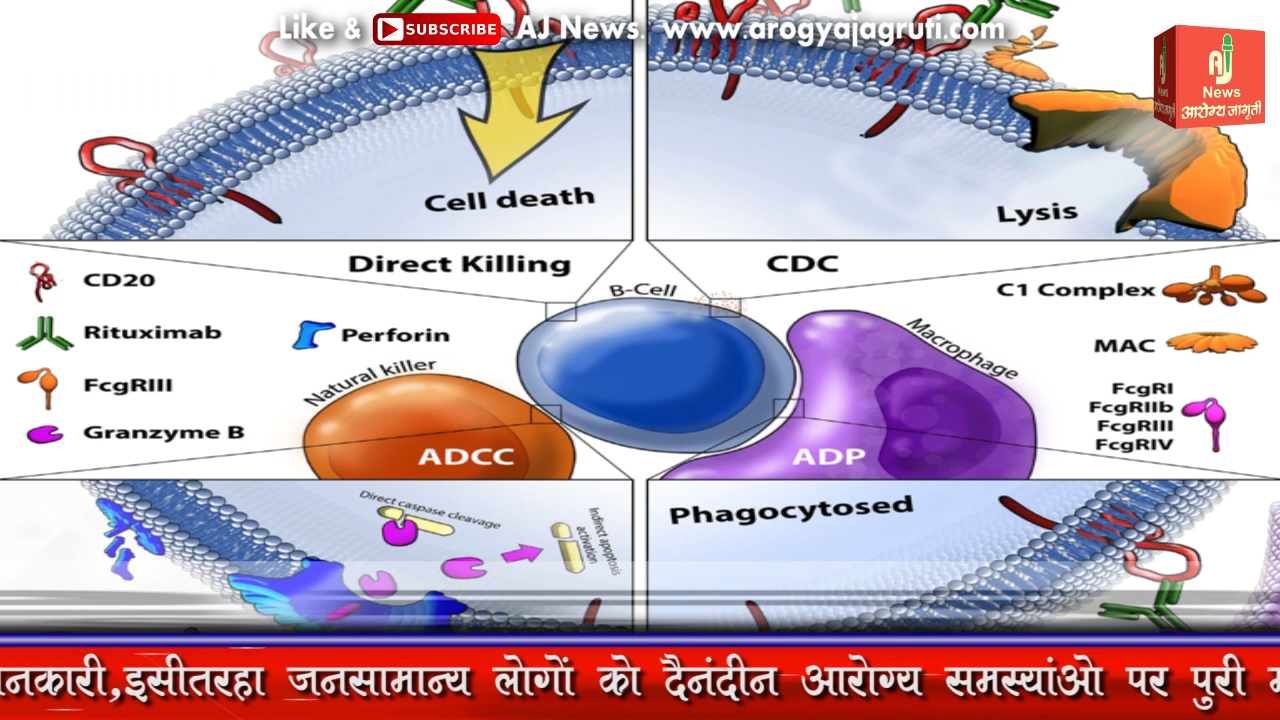 Like & SUBSCRIBE AJ News. www.arogyajagruti.com
AJ
News
आरोग्य जागृती
Cell death
Lysis
Direct Killing
CDC
B-Cell
CD20
Rituximab
Perforin
FcgRIII
Granzyme B
Natural killer
ADCC
Macrophage
ADP
C1 Complex
MAC
FcgRI
FcgRIIb
FcgRIII
FcgRIV
Direct caspase cleavage
Indirect apoptosis
activation
Phagocytosed
नकारी,इसीतरहा जनसामान्य लोगों को दैनंदीन आरोग्य समस्यांओ पर पुरी